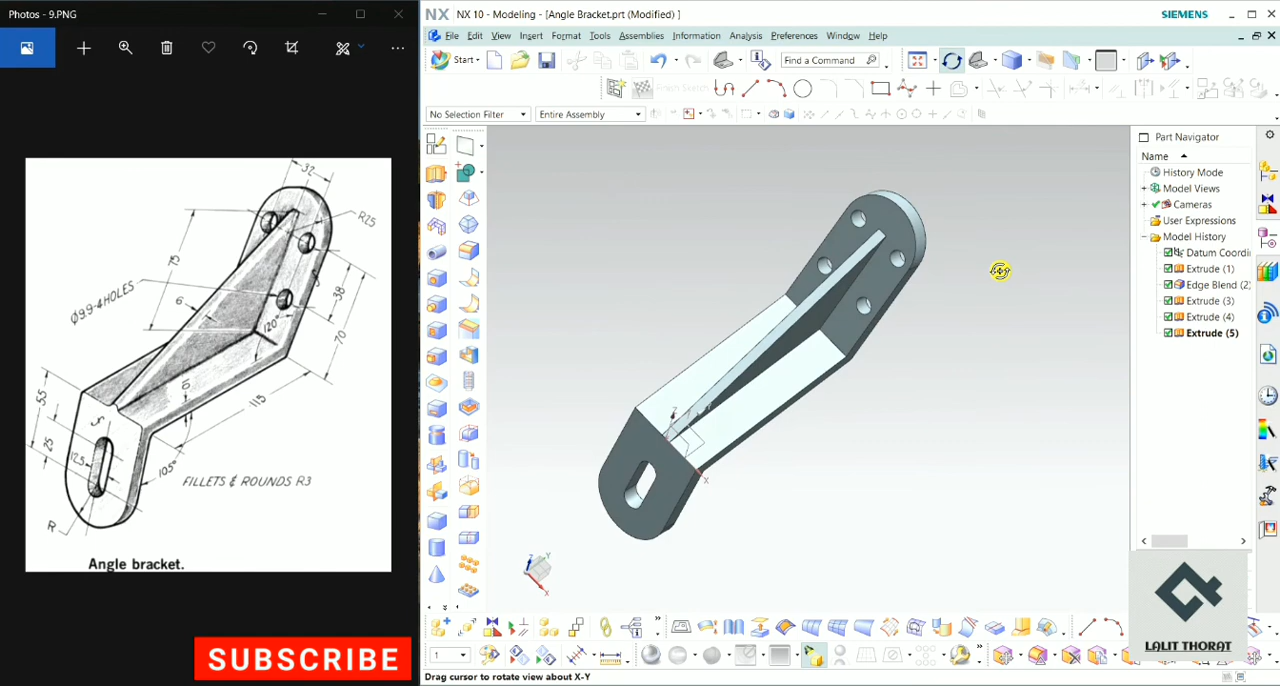 Photos - 9.PNG
32
R25
75
Ø9.9-4 HOLES
6
38
120°
70
10
115
55
5
25
12.5
105°
FILLETS & ROUNDS R3
R
Angle bracket.
SUBSCRIBE
NX NX 10 - Modeling - [Angle Bracket.prt (Modified) ] SIEMENS
File Edit View Insert Format Tools Assemblies Information Analysis Preferences Window Help
Start Find a Command
Finish Sketch
No Selection Filter Entire Assembly
Z
Y
X
Z
Y
X
Part Navigator
Name
History Mode
Model Views
Cameras
User Expressions
Model History
Datum Coordi
Extrude (1)
Edge Blend (2)
Extrude (3)
Extrude (4)
Extrude (5)
LALIT THORAT
1
Drag cursor to rotate view about X-Y